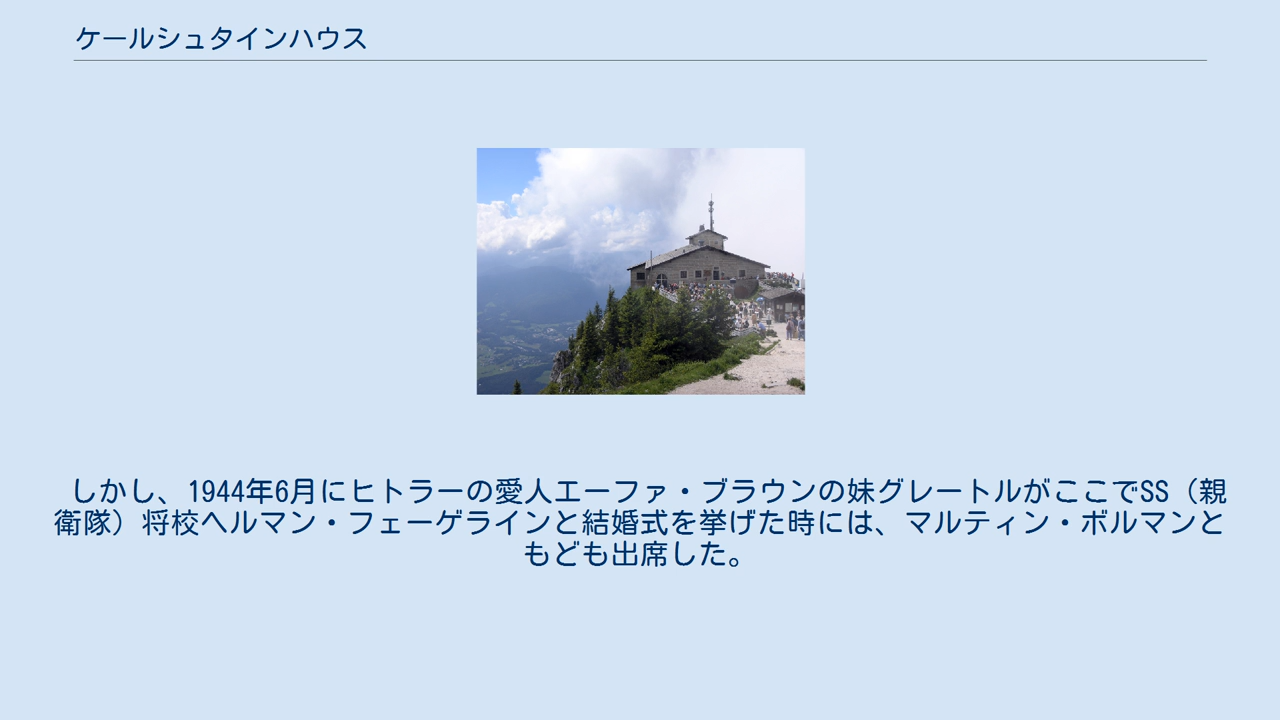 ケールシュタインハウス
しかし、1944年6月にヒトラーの愛人エーファ・ブラウンの妹グレートルがここでSS（親
衛隊）将校ヘルマン・フェーゲラインと結婚式を挙げた時には、マルティン・ボルマンと
もども出席した。